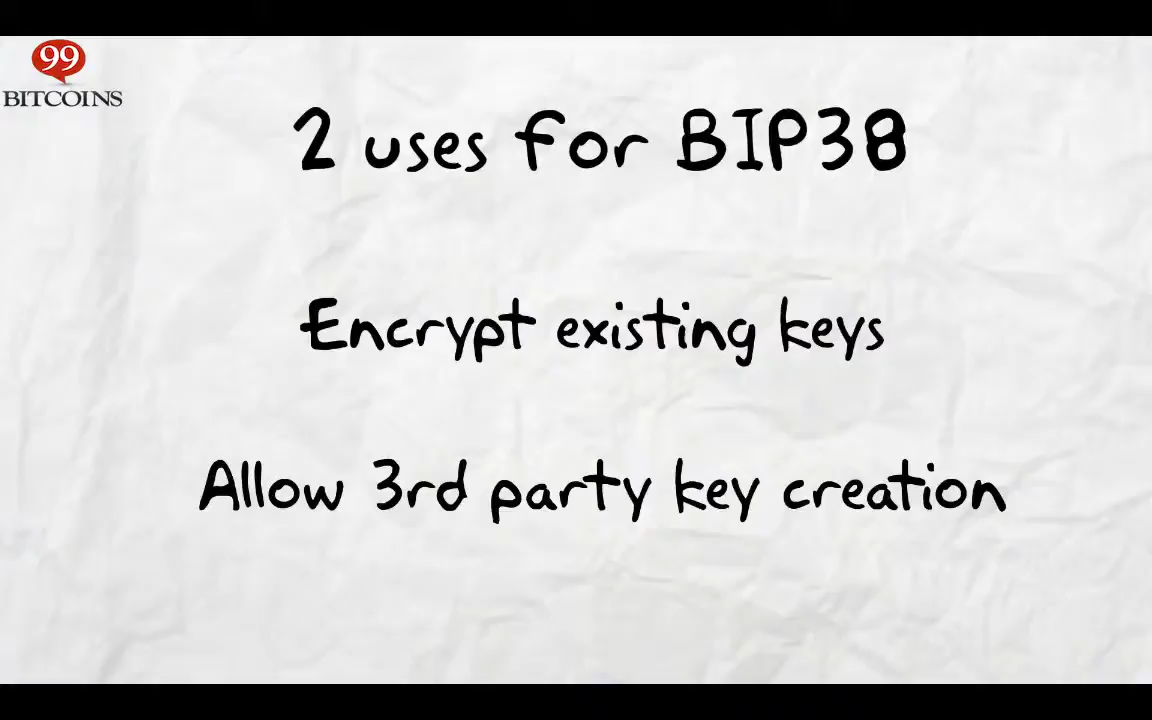 99
BITCOINS
2 uses for BIP38
Encrypt existing keys
Allow 3rd party key creation